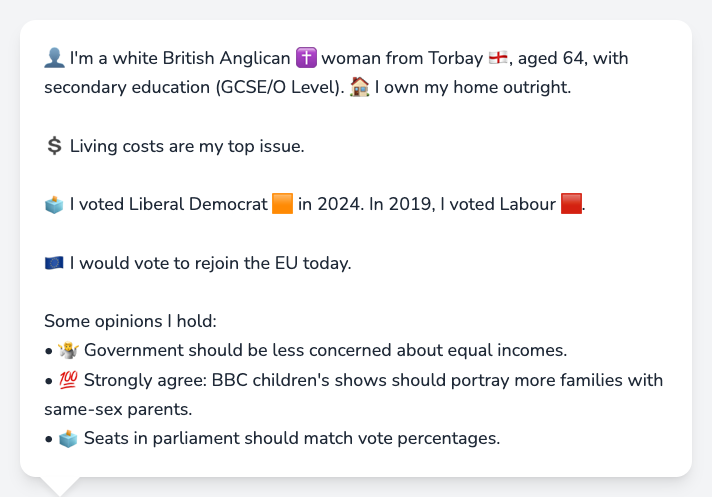 👤 I'm a white British Anglican ✝️ woman from Torbay 🏴󠁧󠁢󠁥󠁮󠁧󠁿, aged 64, with
secondary education (GCSE/O Level). 🏠 I own my home outright.
💲 Living costs are my top issue.
🗳️ I voted Liberal Democrat 🟧 in 2024. In 2019, I voted Labour 🟥.
🇪🇺 I would vote to rejoin the EU today.
Some opinions I hold:
• 🤷 Government should be less concerned about equal incomes.
• 💯 Strongly agree: BBC children's shows should portray more families with
same-sex parents.
• 🗳️ Seats in parliament should match vote percentages.